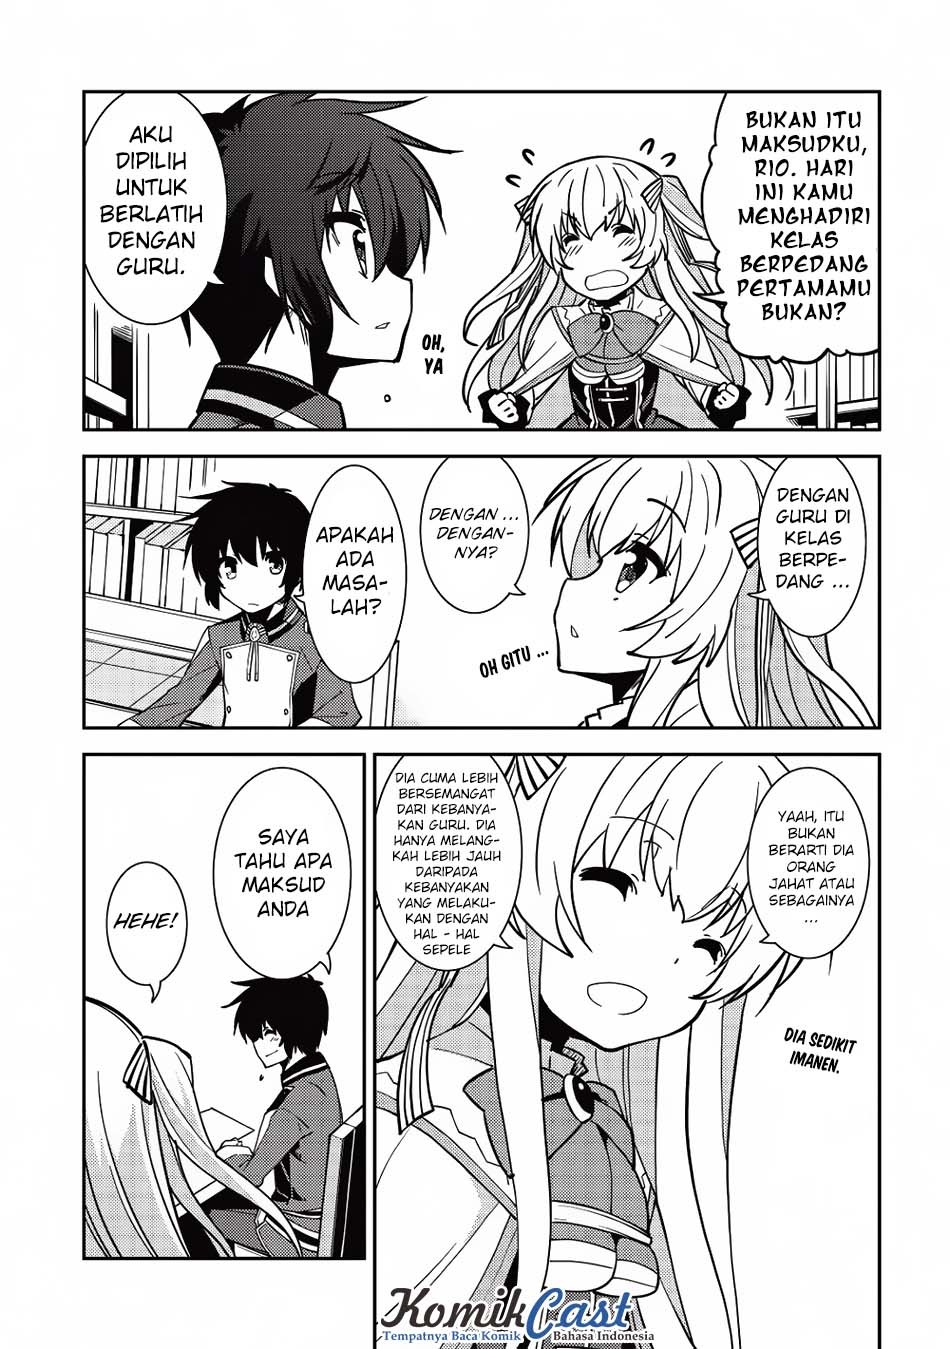 BUKAN ITU
MAKSUDKU,
RIO. HARI
INI KAMU
MENGHADIRI
KELAS
BERPEDANG
PERTAMAMU
BUKAN?
OH,
YA
AKU
DIPILIH
UNTUK
BERLATIH
DENGAN
GURU.
DENGAN
GURU DI
KELAS
BERPE-
DANG ...
OH GITU ...
DENGAN ...
DENGAN-
NYA?
APAKAH
ADA
MASA-
LAH?
YAAH, ITU
BUKAN
BERARTI DIA
ORANG
JAHAT ATAU
SEBAGAINYA
...
DIA SEDIKIT
IMANEN.
DIA CUMA LEBIH
BERSEMANGAT
DARI KEBANYA-
KAN GURU. DIA
HANYA MELANG-
KAH LEBIH JAUH
DARIPADA
KEBANYAKAN
YANG MELAKU-
KAN DENGAN
HAL - HAL
SEPELE
SAYA
TAHU APA
MAKSUD
ANDA
HEHE!
KomikCast
Tempatnya Baca Komik Bahasa Indonesia